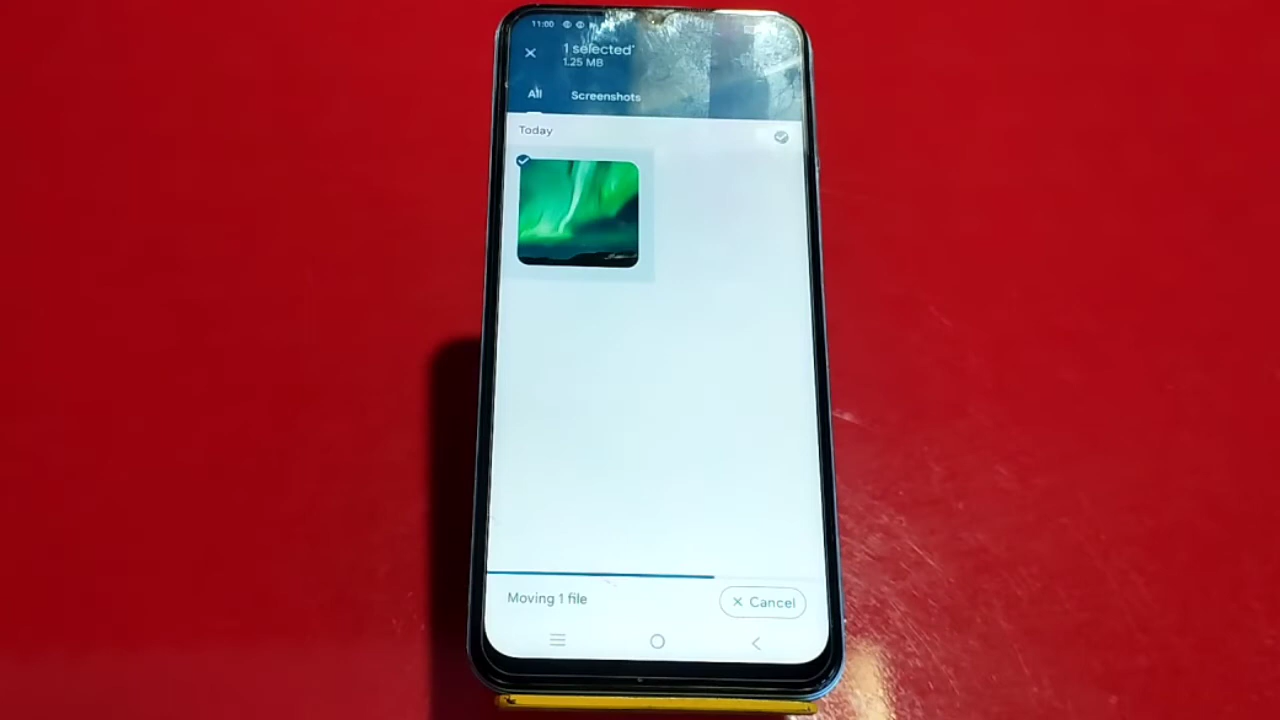 11:00
1 selected
1.25 MB
All
Screenshots
Today
Moving 1 file
× Cancel